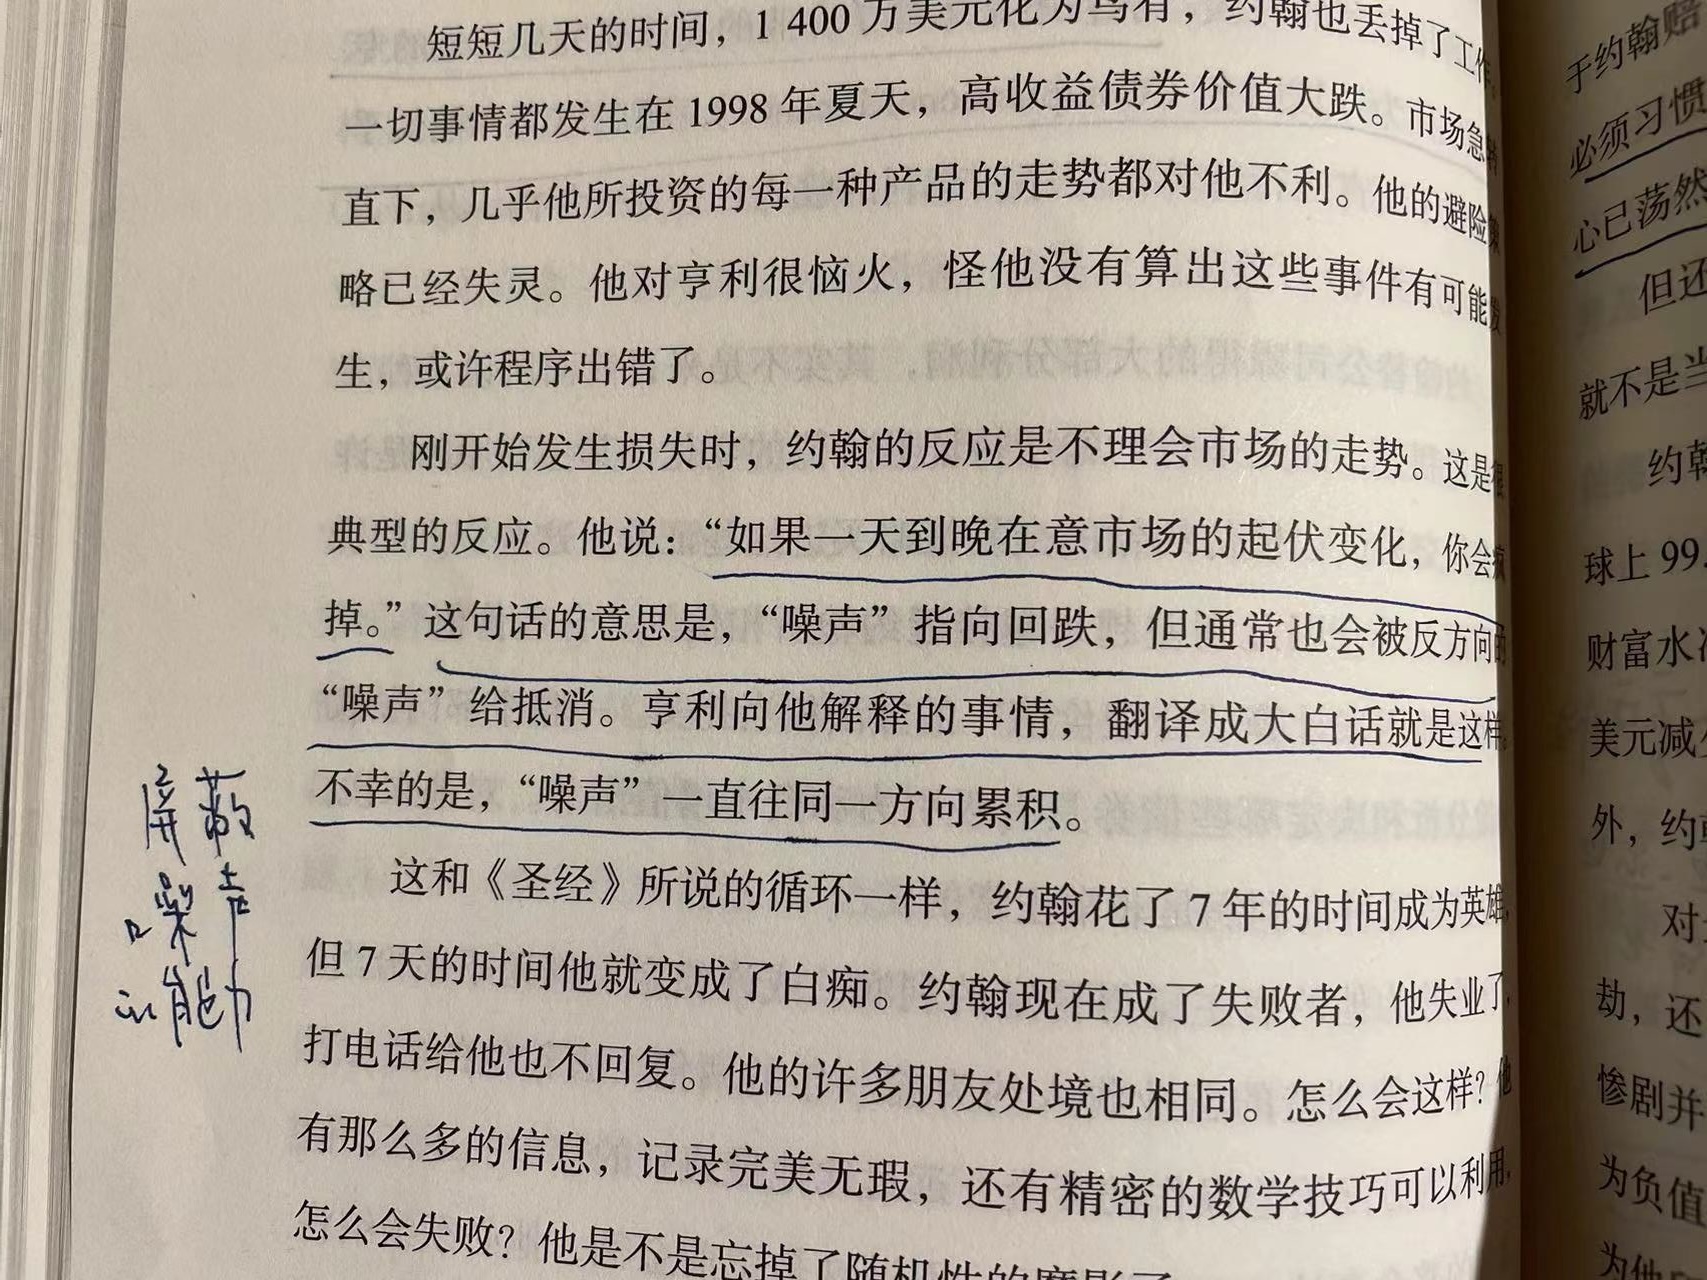 短短几天的时间，1 400 万美元化为乌有，约翰也丢掉了工作，
一切事情都发生在 1998 年夏天，高收益债券价值大跌。市场急转
直下，几乎他所投资的每一种产品的走势都对他不利。他的避险
略已经失灵。他对亨利很恼火，怪他没有算出这些事件有可能发
生，或许程序出错了。
刚开始发生损失时，约翰的反应是不理会市场的走势。这是很
典型的反应。他说：“如果一天到晚在意市场的起伏变化，你会疯
掉。”这句话的意思是，“噪声”指向回跌，但通常也会被反方向的
“噪声”给抵消。亨利向他解释的事情，翻译成大白话就是这样。
不幸的是，“噪声”一直往同一方向累积。
这和《圣经》所说的循环一样，约翰花了 7 年的时间成为英雄，
但 7 天的时间他就变成了白痴。约翰现在成了失败者，他失业了，
打电话给他也不回复。他的许多朋友处境也相同。怎么会这样？他
有那么多的信息，记录完美无瑕，还有精密的数学技巧可以利用，
怎么会失败？他是不是忘掉了随机性的魔影了
屏蔽
噪声
的能力
于约翰赔
必须习惯
心已荡然
但还
就不是当
约翰
球上 99.
财富水准
美元减
外，约翰
对
劫，还
惨剧并
为负值
为他